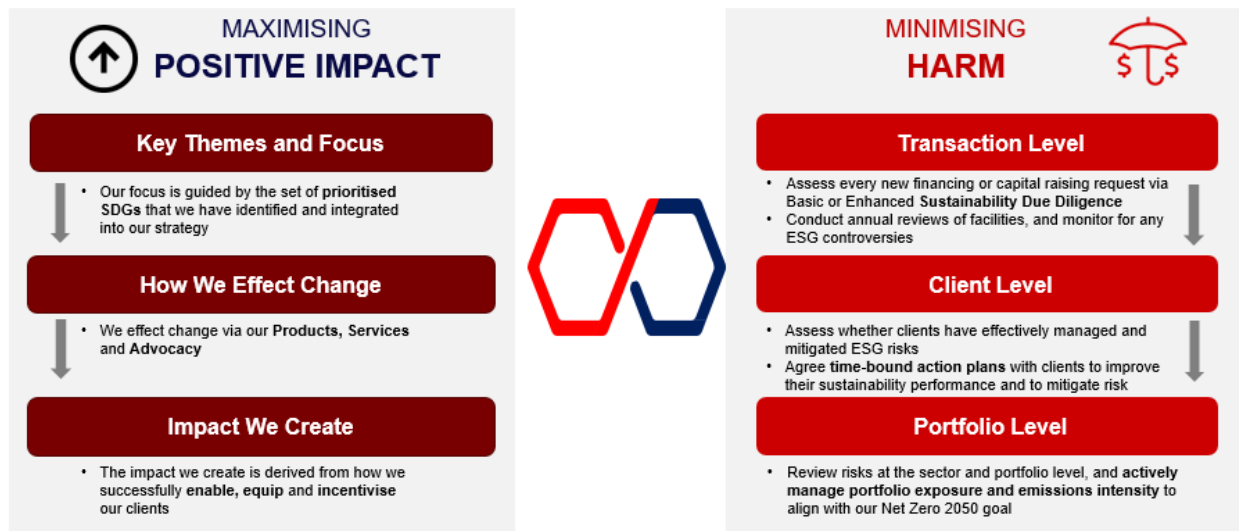 MAXIMISING
POSITIVE IMPACT
Key Themes and Focus
• Our focus is guided by the set of prioritised
SDGs that we have identified and integrated
into our strategy
How We Effect Change
• We effect change via our Products, Services
and Advocacy
Impact We Create
• The impact we create is derived from how we
successfully enable, equip and incentivise
our clients
MINIMISING
HARM
$ $
Transaction Level
• Assess every new financing or capital raising request via
Basic or Enhanced Sustainability Due Diligence
• Conduct annual reviews of facilities, and monitor for any
ESG controversies
Client Level
• Assess whether clients have effectively managed and
mitigated ESG risks
• Agree time-bound action plans with clients to improve
their sustainability performance and to mitigate risk
Portfolio Level
• Review risks at the sector and portfolio level, and actively
manage portfolio exposure and emissions intensity to
align with our Net Zero 2050 goal